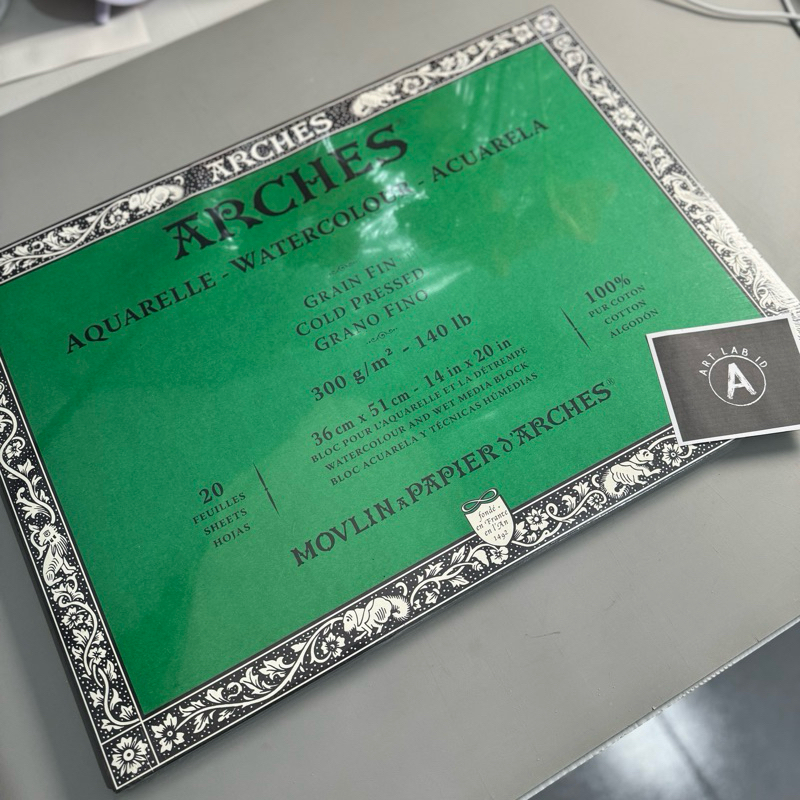 ARCHES
ARCHES®
AQUARELLE - WATERCOLOUR - ACUARELA
GRAIN FIN
COLD PRESSED
GRANO FINO
300 g/m² - 140 lb
36 cm x 51 cm - 14 in x 20 in
BLOC POUR L'AQUARELLE ET LA DÉTREMPE
WATERCOLOUR AND WET MEDIA BLOCK
BLOC ACUARELA Y TÉCNICAS HÚMEDIAS
100%
PUR COTON
COTTON
ALGODÓN
20
FEUILLES
SHEETS
HOJAS
MOVLIN À PAPIER D'ARCHES®
fondé
en France
en l'An
1492
ART LAB ID
A